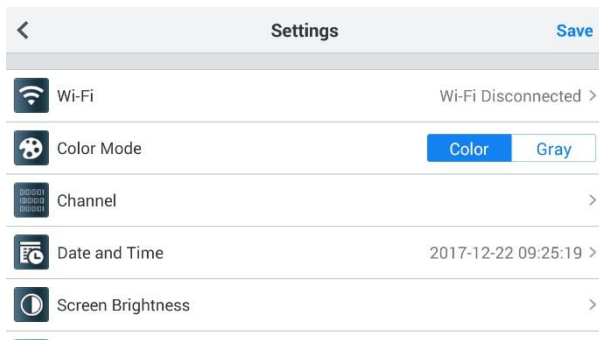 Settings Save
Wi-Fi Wi-Fi Disconnected
Color Mode Color Gray
Channel
Date and Time 2017-12-22 09:25:19
Screen Brightness